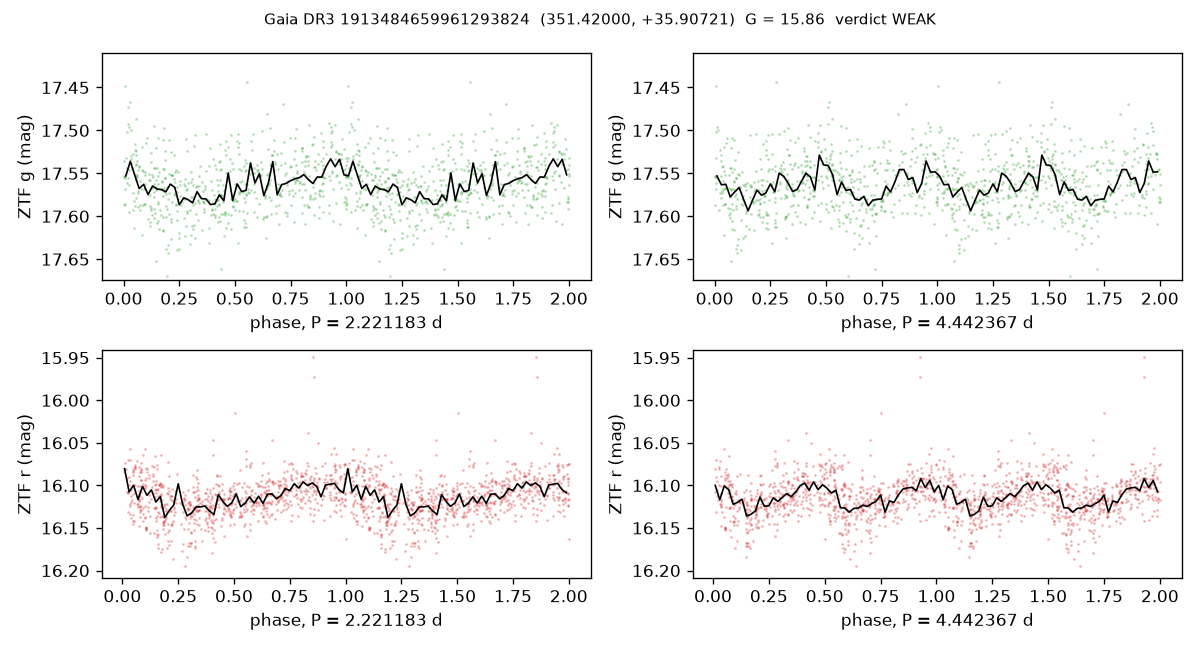 Gaia DR3 1913484659961293824  (351.42000, +35.90721)  G = 15.86  verdict WEAK
ZTF g (mag)
17.45
17.50
17.55
17.60
17.65
0.00 0.25 0.50 0.75 1.00 1.25 1.50 1.75 2.00
phase, P = 2.221183 d
ZTF g (mag)
17.45
17.50
17.55
17.60
17.65
0.00 0.25 0.50 0.75 1.00 1.25 1.50 1.75 2.00
phase, P = 4.442367 d
ZTF r (mag)
15.95
16.00
16.05
16.10
16.15
16.20
0.00 0.25 0.50 0.75 1.00 1.25 1.50 1.75 2.00
phase, P = 2.221183 d
ZTF r (mag)
15.95
16.00
16.05
16.10
16.15
16.20
0.00 0.25 0.50 0.75 1.00 1.25 1.50 1.75 2.00
phase, P = 4.442367 d